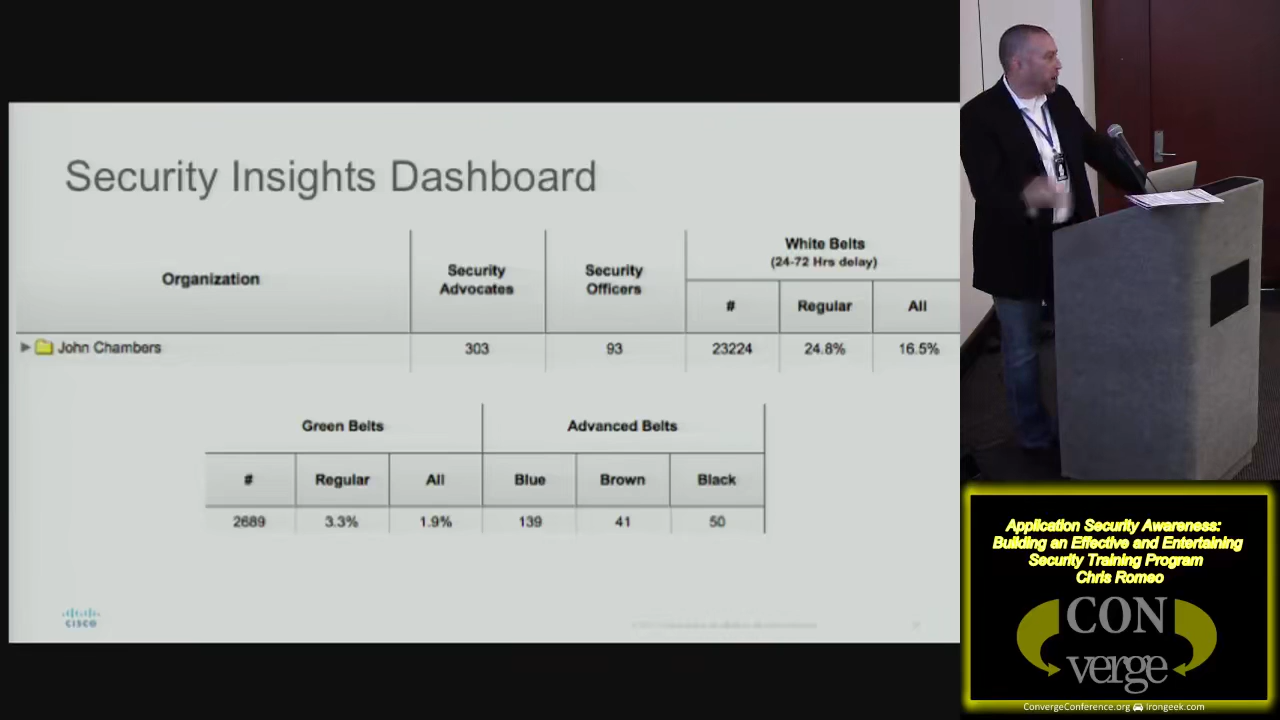 Security Insights Dashboard
Organization
Security Advocates
Security Officers
White Belts
(24-72 Hrs delay)
# Regular All
John Chambers 303 93 23224 24.8% 16.5%
Green Belts Advanced Belts
# Regular All Blue Brown Black
2689 3.3% 1.9% 139 41 50
cisco
Application Security Awareness:
Building an Effective and Entertaining
Security Training Program
Chris Romeo
CON
verge
ConvergeConference.org Irongeek.com